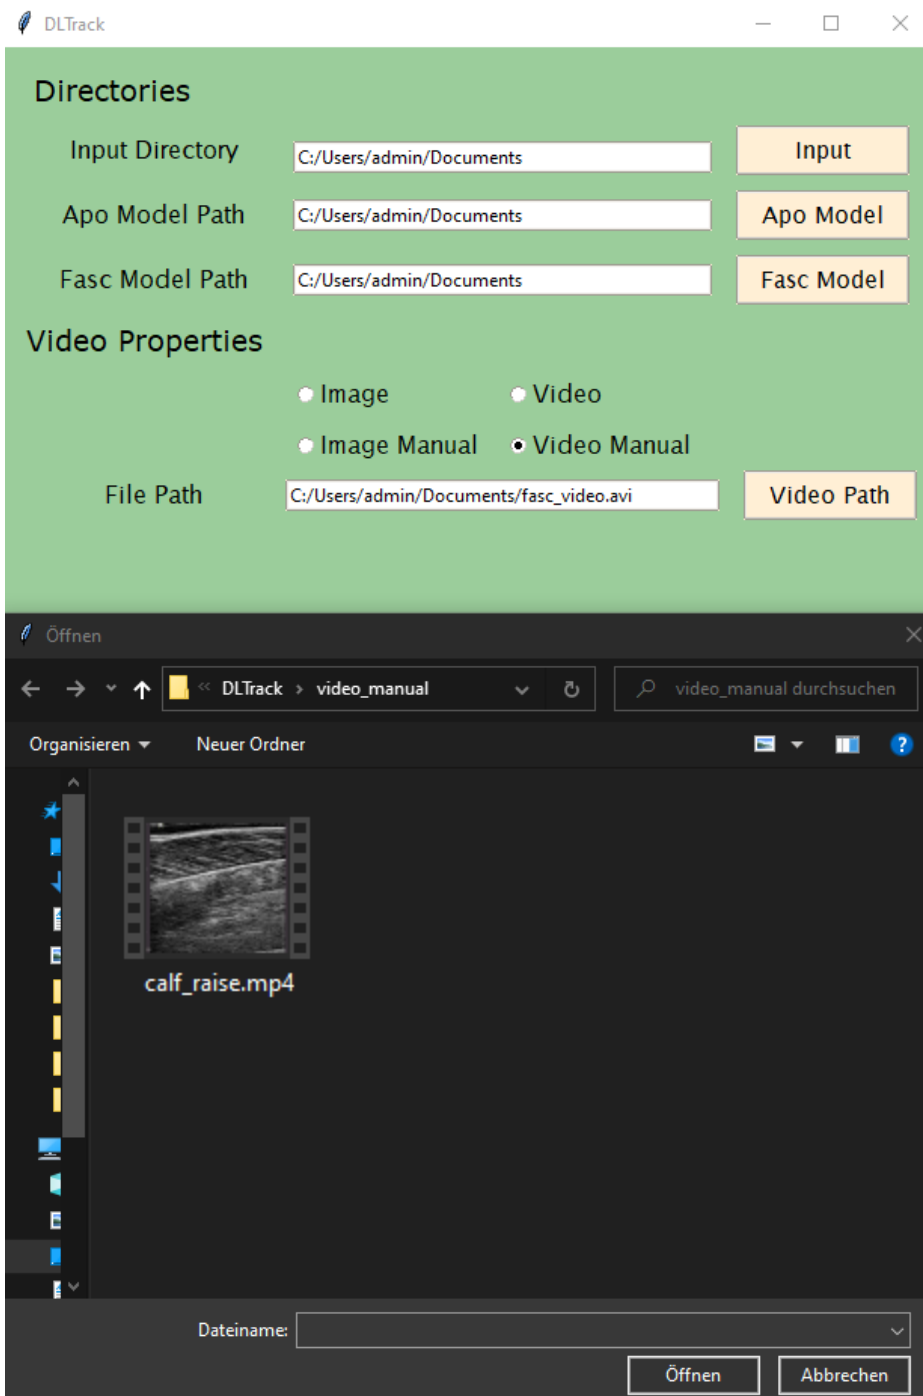 DLTrack
Directories
Input Directory C:/Users/admin/Documents Input
Apo Model Path C:/Users/admin/Documents Apo Model
Fasc Model Path C:/Users/admin/Documents Fasc Model
Video Properties
Image Video
Image Manual Video Manual
File Path C:/Users/admin/Documents/fasc_video.avi Video Path
Öffnen
« DLTrack › video_manual video_manual durchsuchen
Organisieren Neuer Ordner ?
calf_raise.mp4
Dateiname:
Öffnen Abbrechen